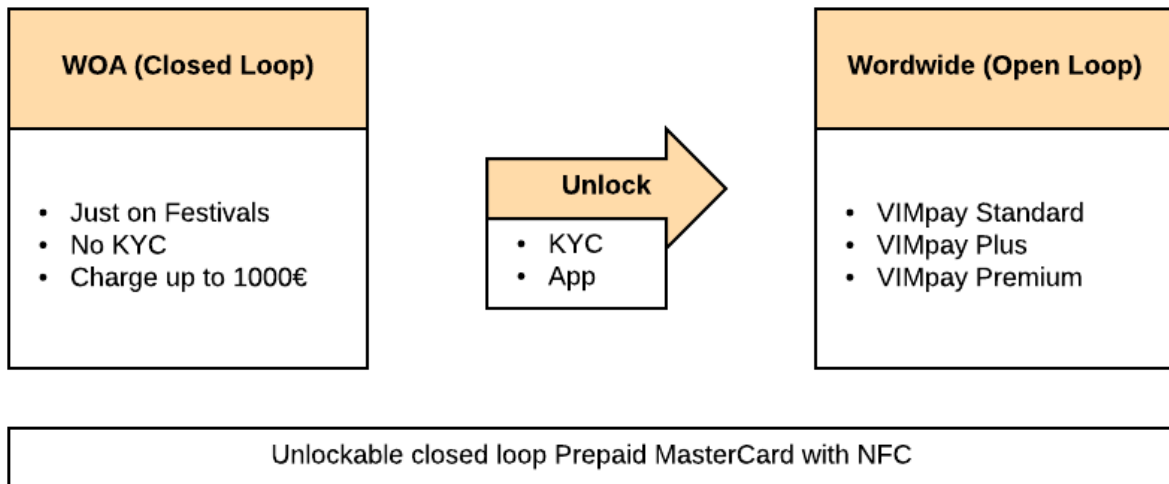 WOA (Closed Loop)
• Just on Festivals
• No KYC
• Charge up to 1000€
Unlock
• KYC
• App
Wordwide (Open Loop)
• VIMpay Standard
• VIMpay Plus
• VIMpay Premium
Unlockable closed loop Prepaid MasterCard with NFC